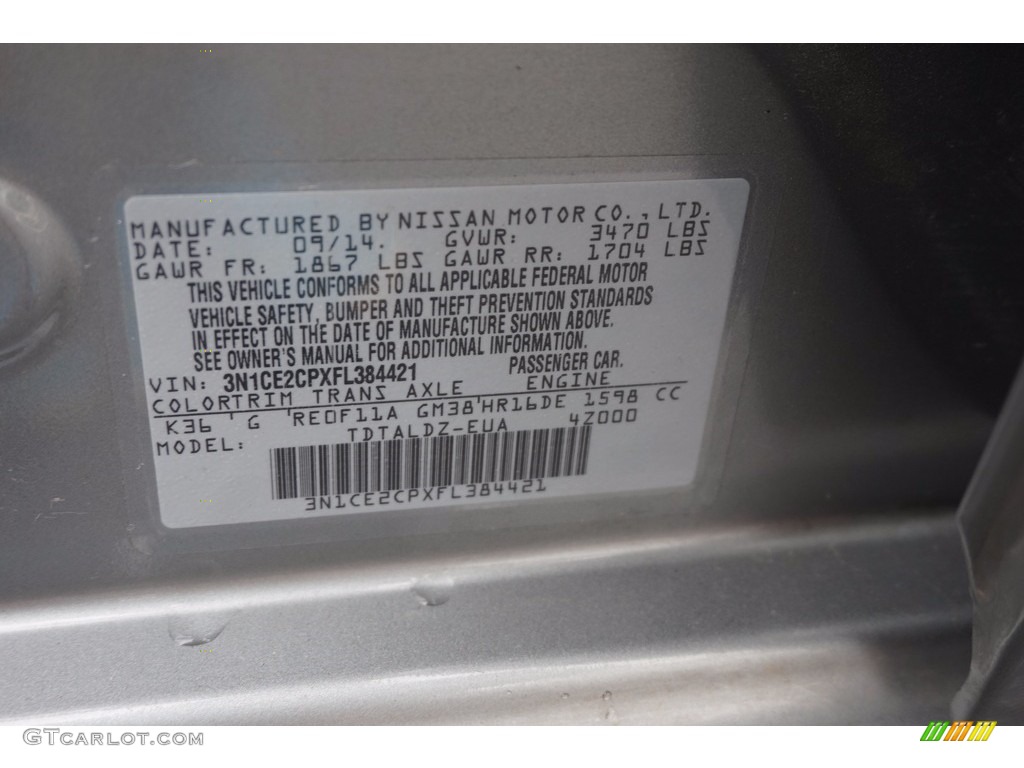 MANUFACTURED BY NISSAN MOTOR CO., LTD.
DATE: 09/14. GVWR: 3470 LBS
GAWR FR: 1867 LBS GAWR RR: 1704 LBS
THIS VEHICLE CONFORMS TO ALL APPLICABLE FEDERAL MOTOR
VEHICLE SAFETY, BUMPER AND THEFT PREVENTION STANDARDS
IN EFFECT ON THE DATE OF MANUFACTURE SHOWN ABOVE.
SEE OWNER'S MANUAL FOR ADDITIONAL INFORMATION.
VIN: 3N1CE2CPXFL384421 PASSENGER CAR.
COLORTRIM TRANS AXLE ENGINE
K36 ' G 'RE0F11A GM38'HR16DE 1598 CC
MODEL: TDTALDZ-EUA 4Z000
3N1CE2CPXFL384421
GTCARLOT.COM